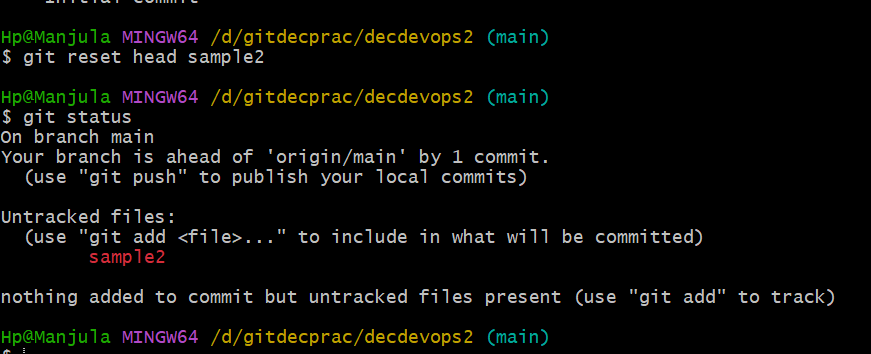 Initial commit
Hp@Manjula MINGW64 /d/gitdecprac/decdevops2 (main)
$ git reset head sample2
Hp@Manjula MINGW64 /d/gitdecprac/decdevops2 (main)
$ git status
On branch main
Your branch is ahead of 'origin/main' by 1 commit.
(use "git push" to publish your local commits)
Untracked files:
(use "git add <file>..." to include in what will be committed)
sample2
nothing added to commit but untracked files present (use "git add" to track)
Hp@Manjula MINGW64 /d/gitdecprac/decdevops2 (main)
$